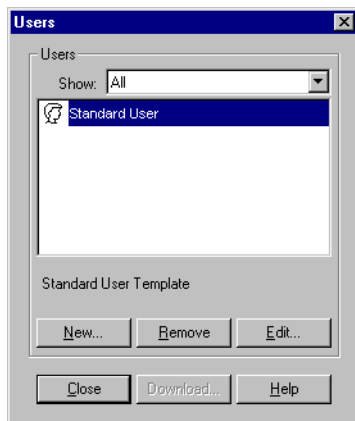 Users
Users
Show: All
Standard User
Standard User Template
New... Remove Edit...
Close Download... Help